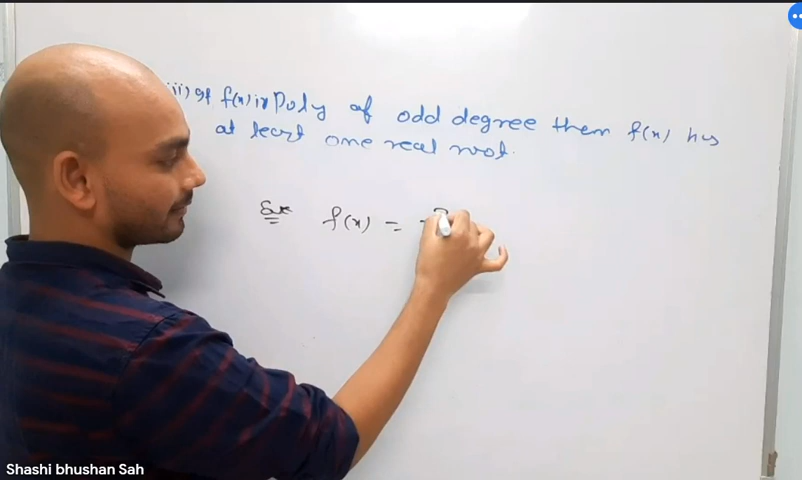 iii) If f(x) is Poly of odd degree then f(x) has
at least one real root.
Ex f(x) =
Shashi bhushan Sah